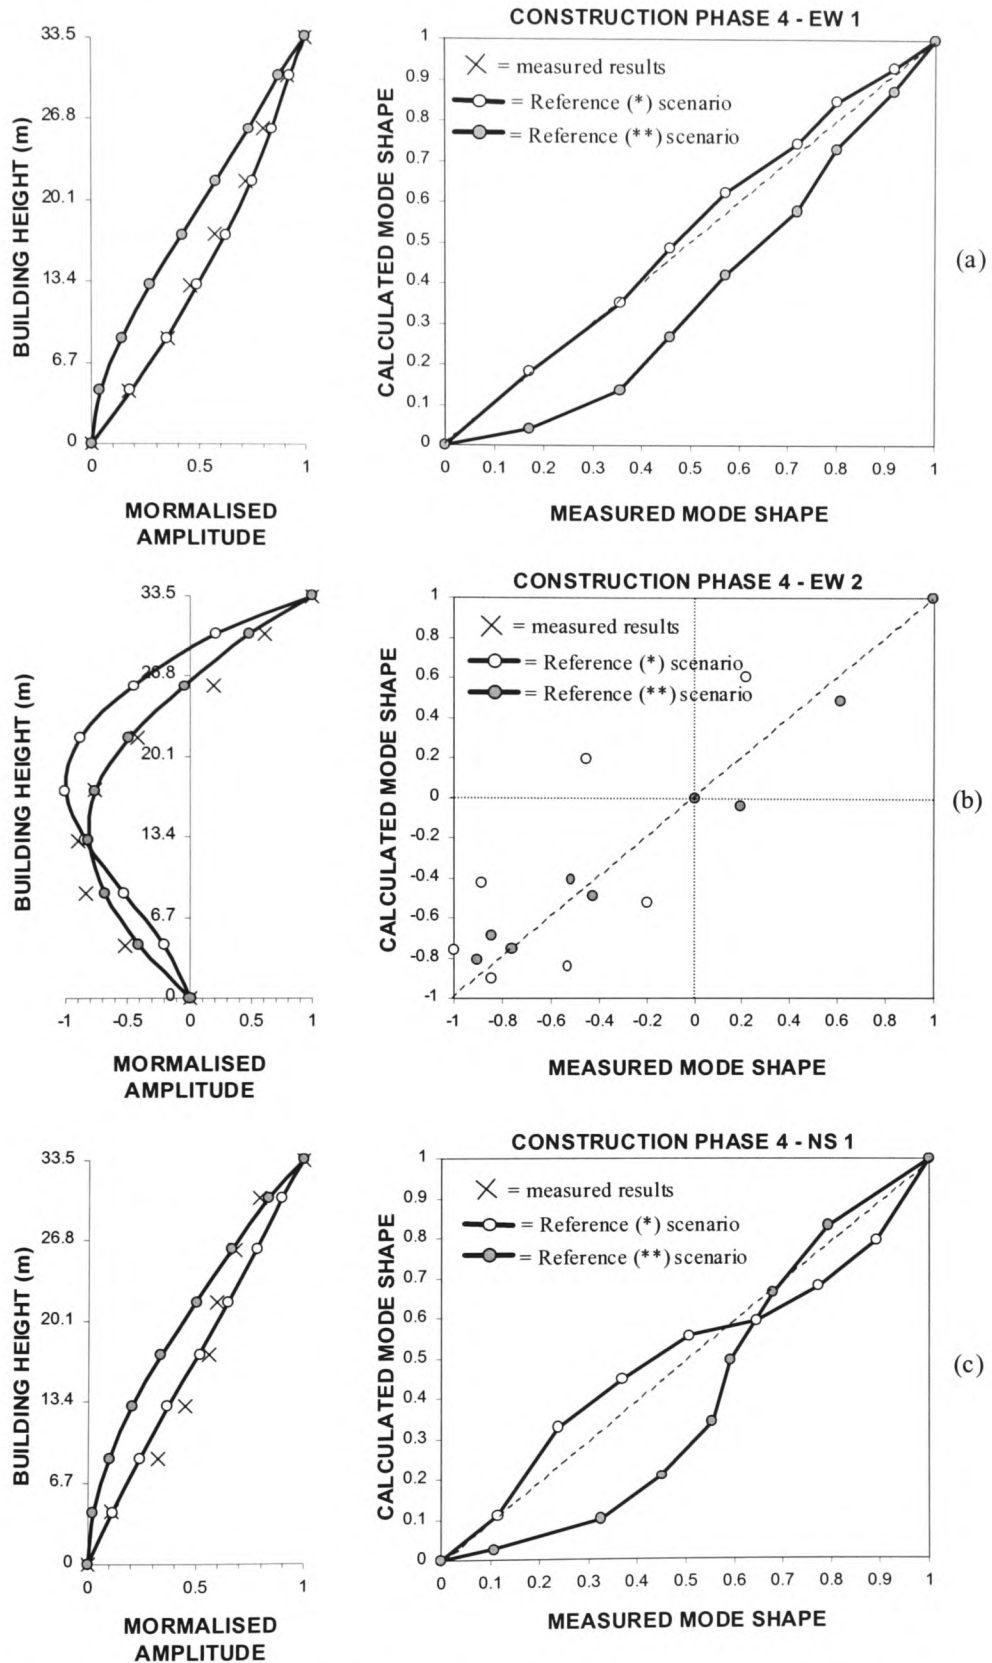 CONSTRUCTION PHASE 4 - EW 1
BUILDING HEIGHT (m)
33.5
26.8
20.1
13.4
6.7
0
0 0.5 1
MORMALISED
AMPLITUDE
CALCULATED MODE SHAPE
1
0.9
0.8
0.7
0.6
0.5
0.4
0.3
0.2
0.1
0
= measured results
= Reference (*) scenario
= Reference (**) scenario
0 0.1 0.2 0.3 0.4 0.5 0.6 0.7 0.8 0.9 1
MEASURED MODE SHAPE
(a)
CONSTRUCTION PHASE 4 - EW 2
BUILDING HEIGHT (m)
33.5
26.8
20.1
13.4
6.7
0
-1 -0.5 0 0.5 1
MORMALISED
AMPLITUDE
CALCULATED MODE SHAPE
1
0.8
0.6
0.4
0.2
0
-0.2
-0.4
-0.6
-0.8
-1
= measured results
= Reference (*) scenario
= Reference (**) scenario
-1 -0.8 -0.6 -0.4 -0.2 0 0.2 0.4 0.6 0.8 1
MEASURED MODE SHAPE
(b)
CONSTRUCTION PHASE 4 - NS 1
BUILDING HEIGHT (m)
33.5
26.8
20.1
13.4
6.7
0
0 0.5 1
MORMALISED
AMPLITUDE
CALCULATED MODE SHAPE
1
0.9
0.8
0.7
0.6
0.5
0.4
0.3
0.2
0.1
0
= measured results
= Reference (*) scenario
= Reference (**) scenario
0 0.1 0.2 0.3 0.4 0.5 0.6 0.7 0.8 0.9 1
MEASURED MODE SHAPE
(c)